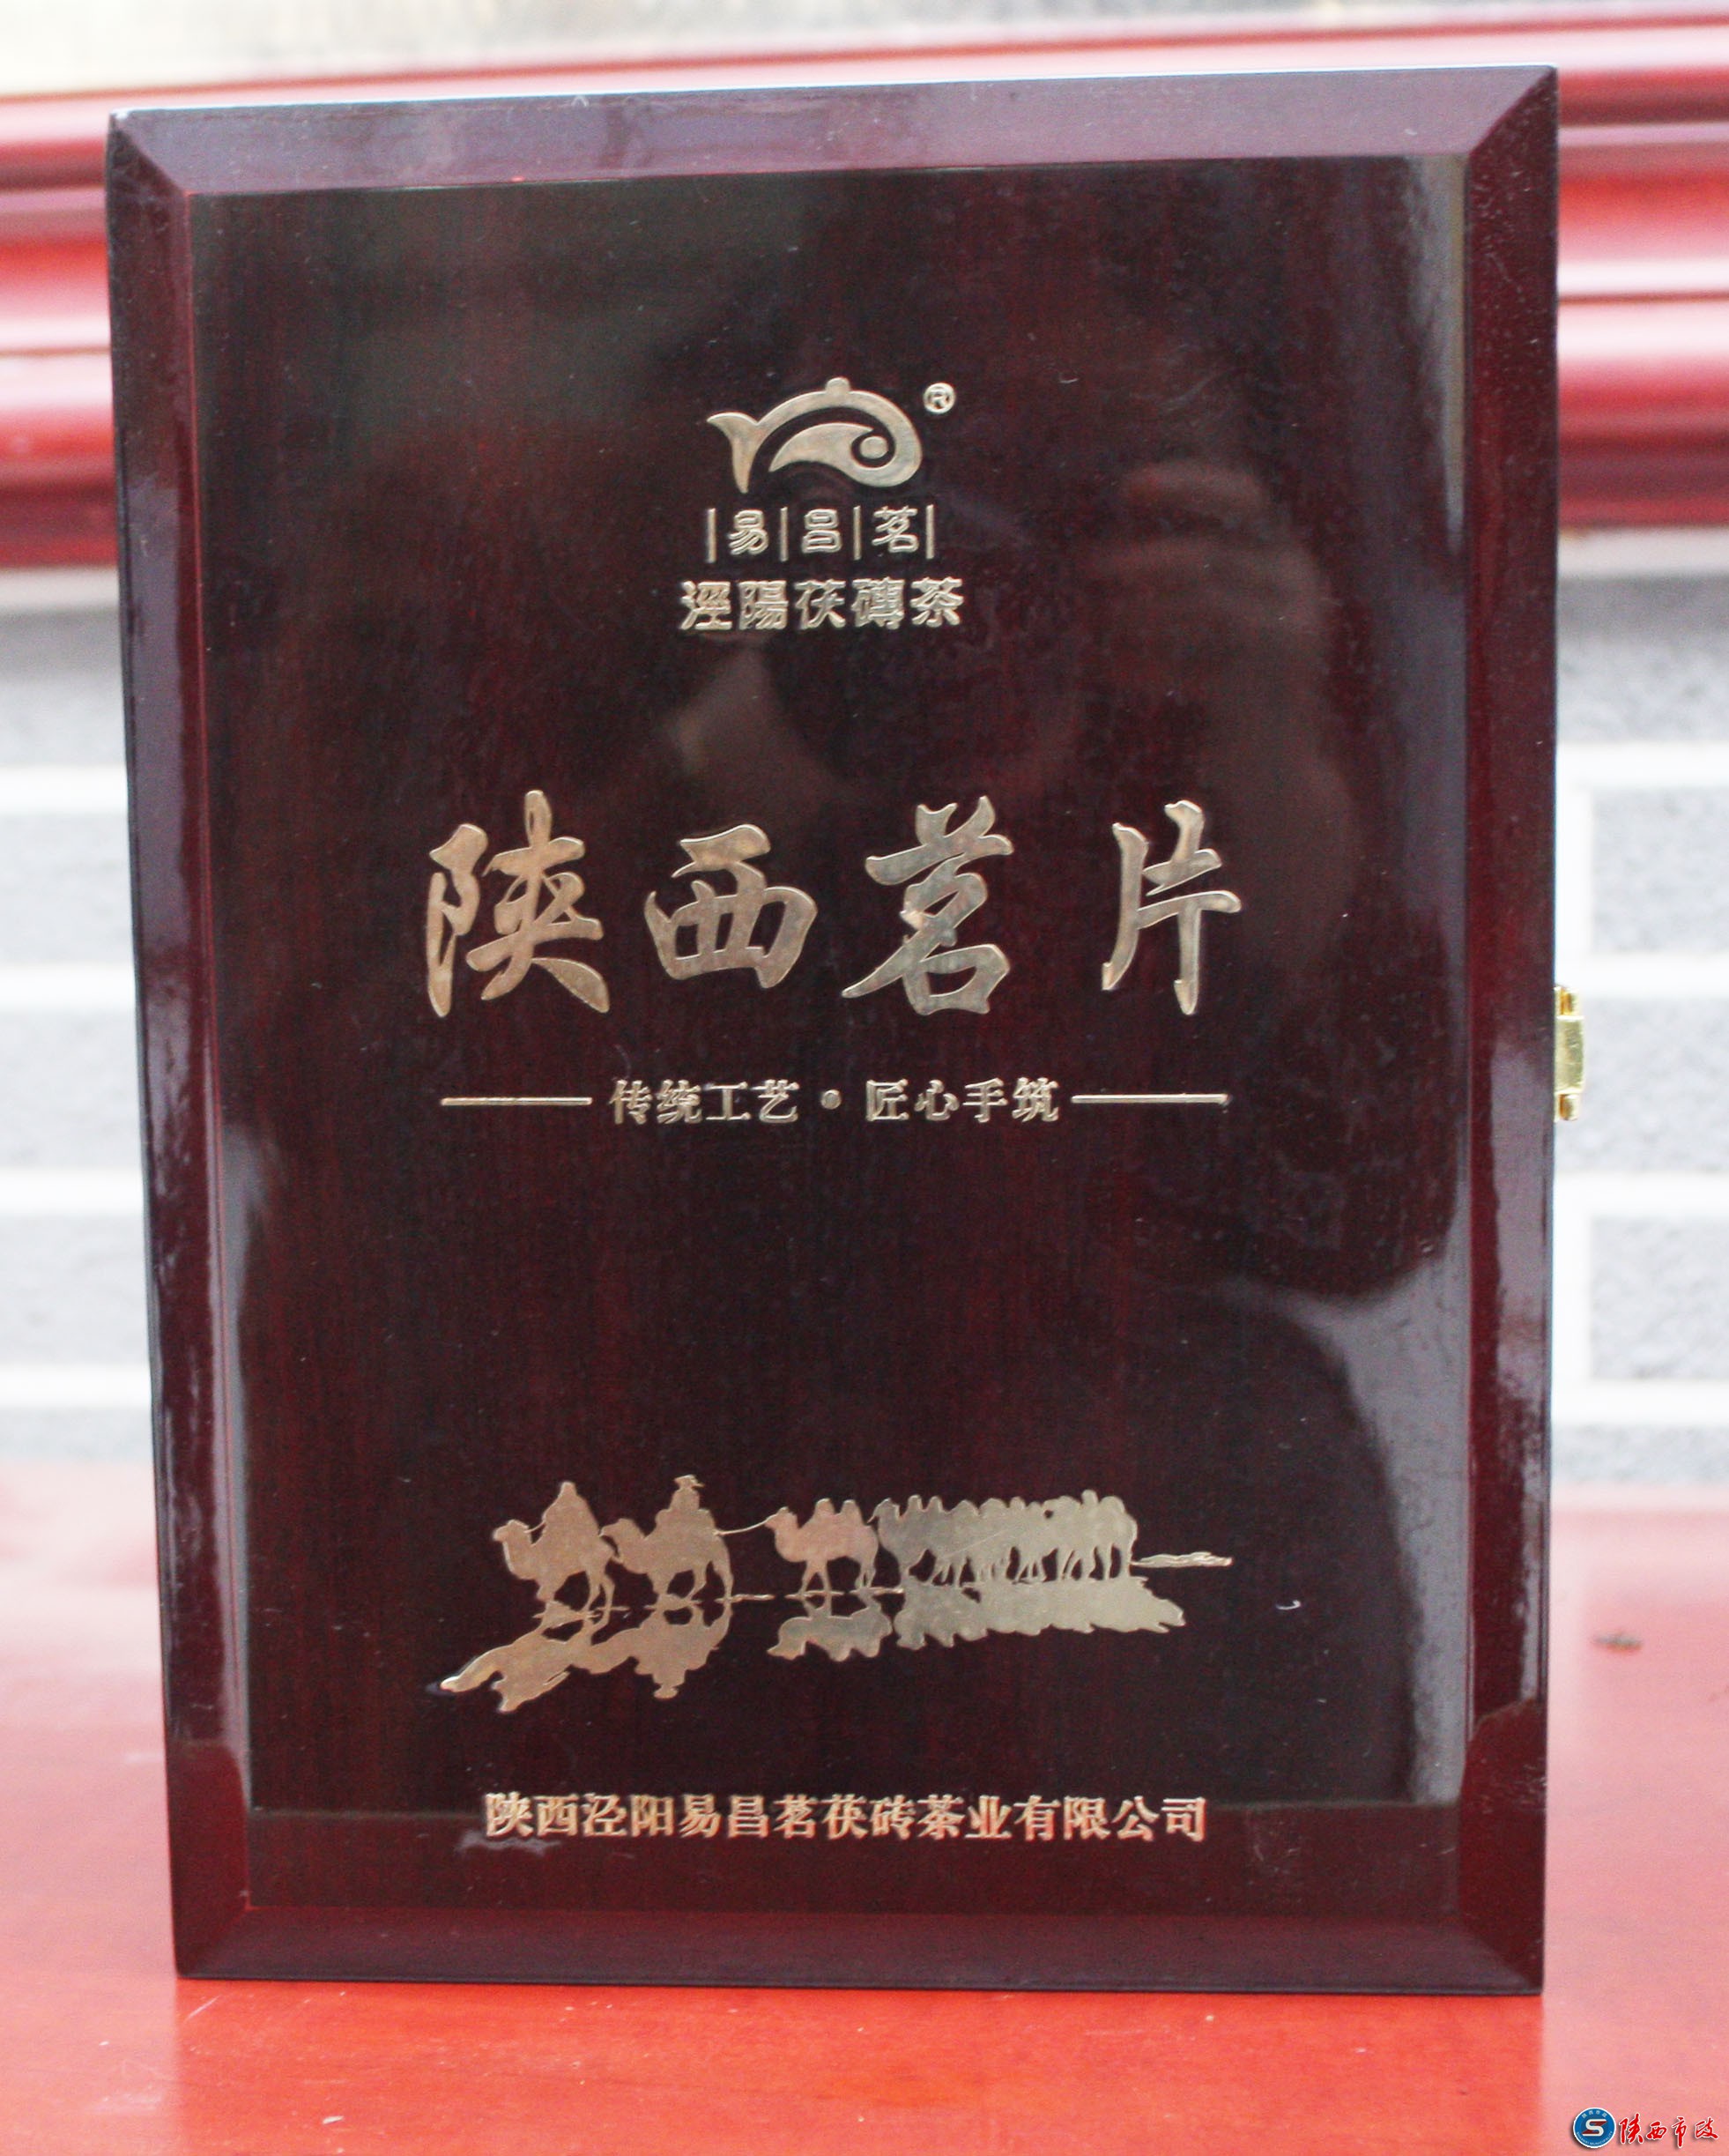 ®
易昌茗
涇陽茯磚茶
陕西茗片
传统工艺·匠心手筑
陕西泾阳易昌茗茯砖茶业有限公司
陕西市政